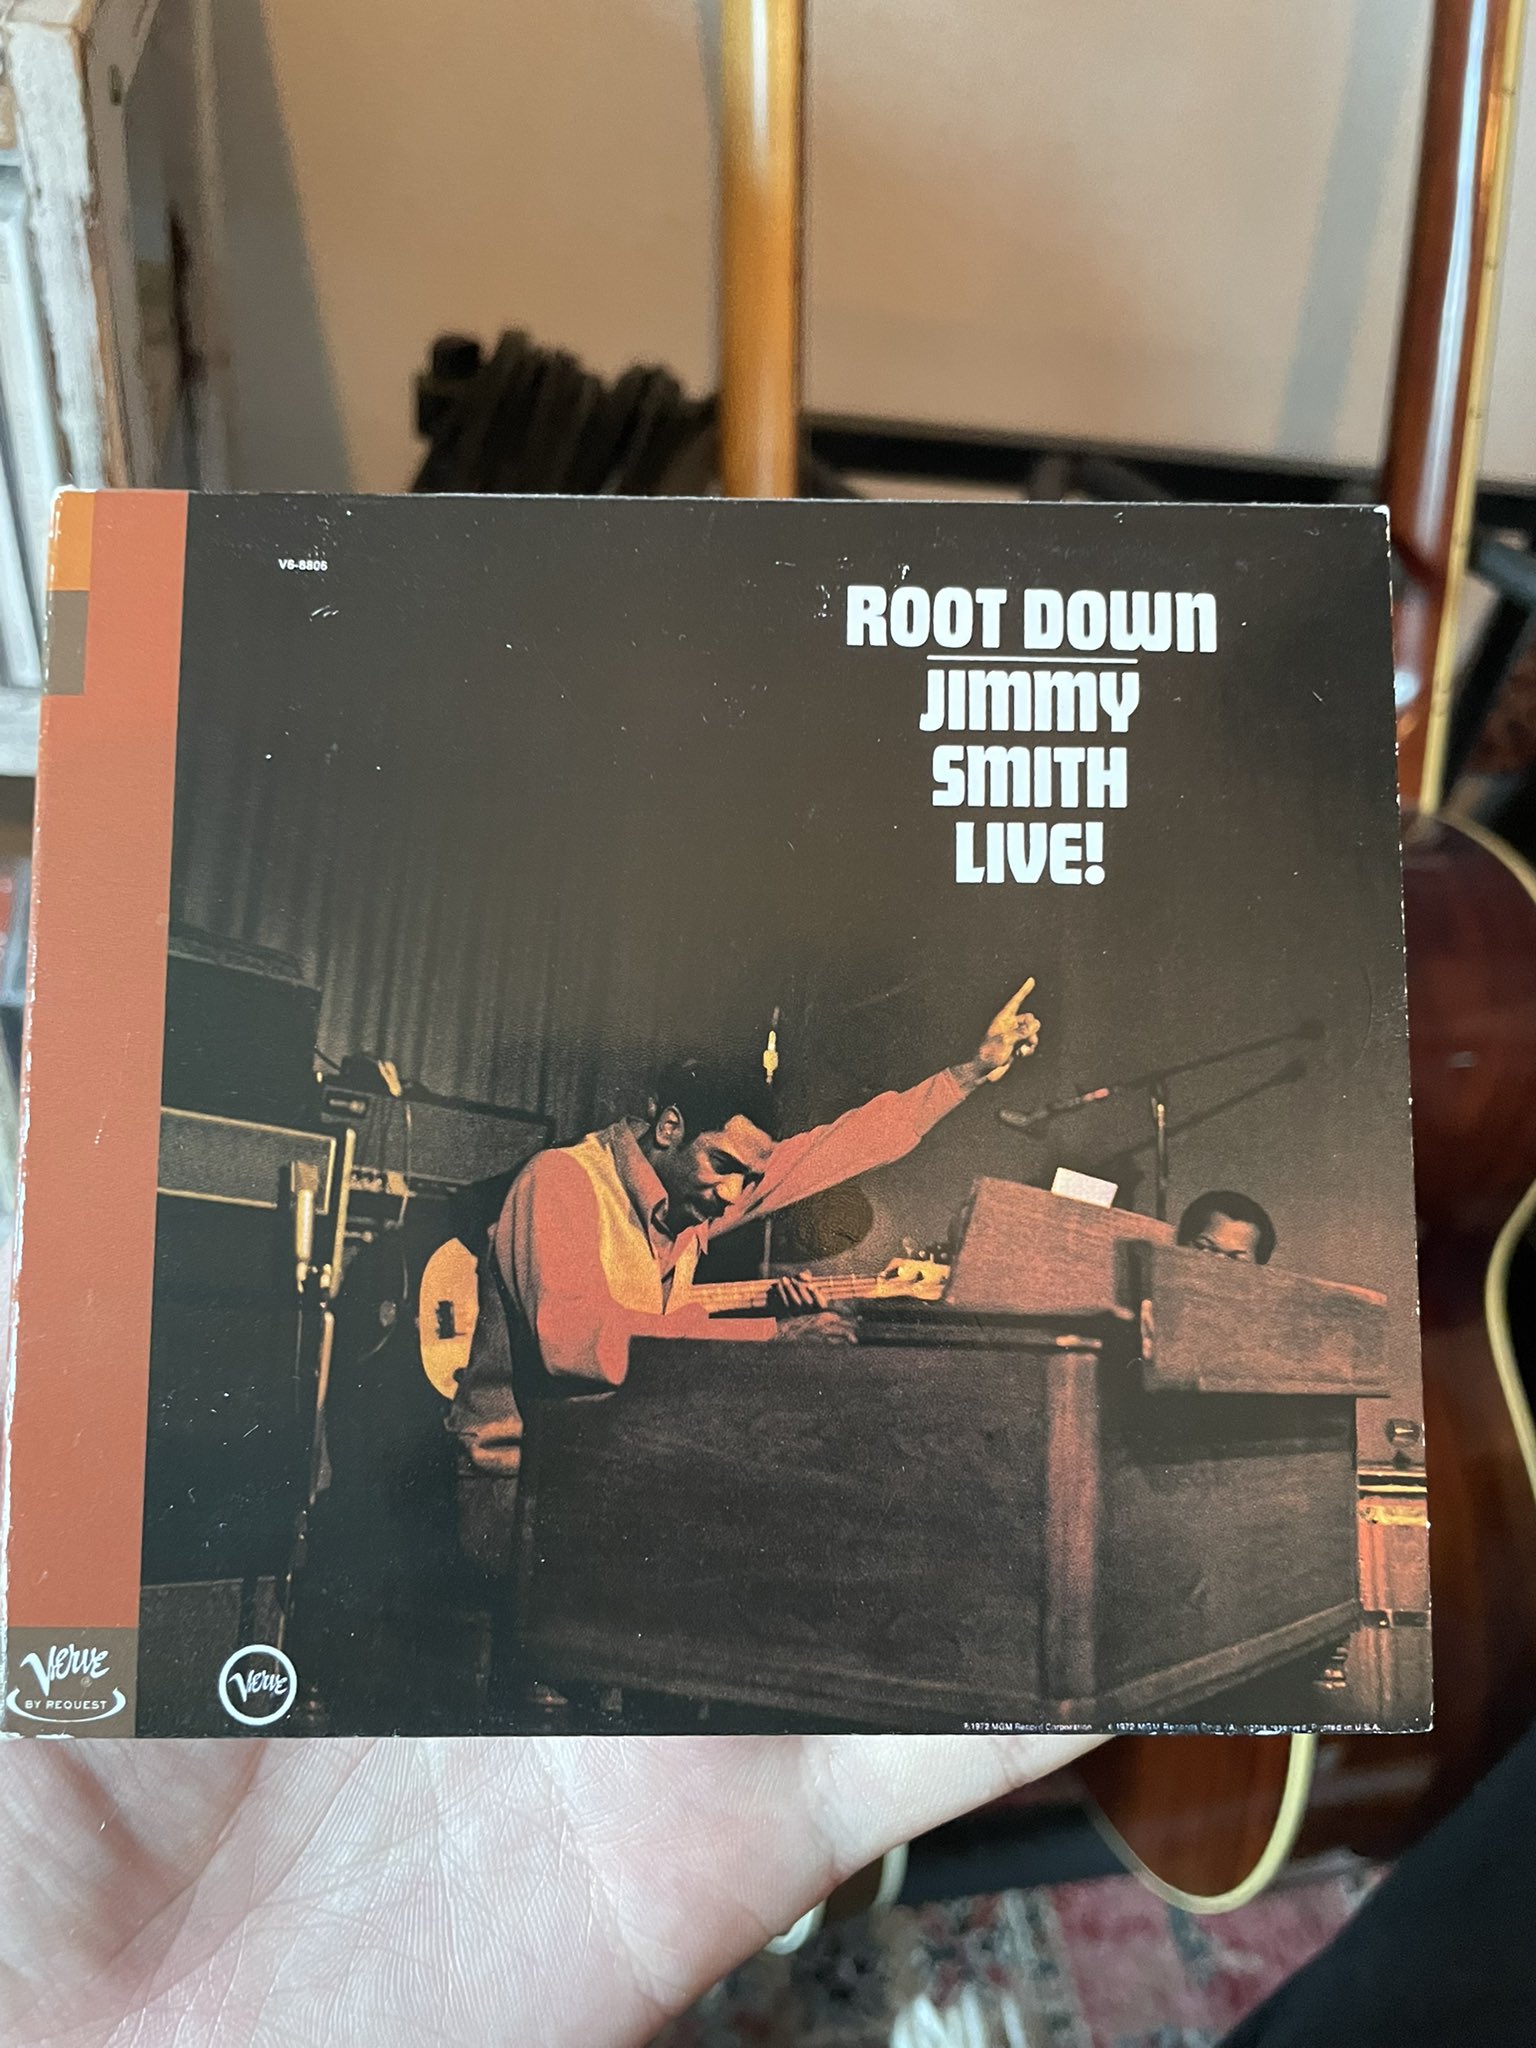 V6-8806
ROOT DOWN
JIMMY
SMITH
LIVE!
Verve
BY REQUEST
Verve
℗ 1972 MGM Record Corporation © 1972 MGM Records Corp. / All rights reserved. Printed in U.S.A.